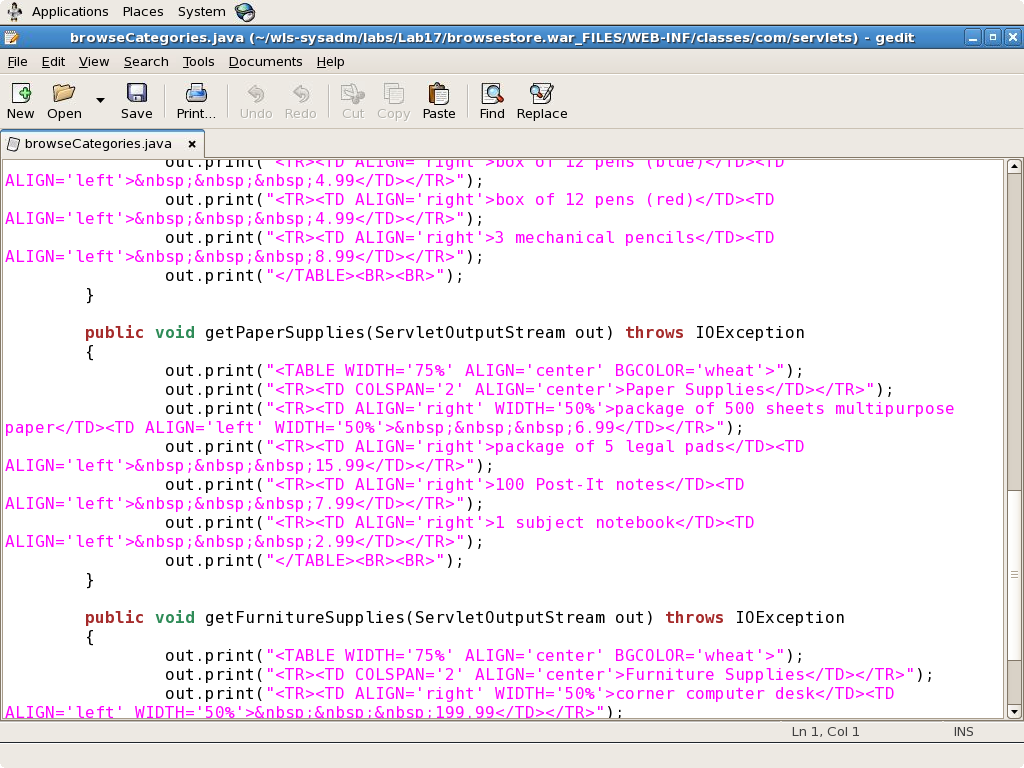 Applications Places System
browseCategories.java (~/wls-sysadm/labs/Lab17/browsestore.war_FILES/WEB-INF/classes/com/servlets) - gedit
File Edit View Search Tools Documents Help
New Open Save Print... Undo Redo Cut Copy Paste Find Replace
browseCategories.java
out.print("<TR><TD ALIGN='right'>box of 12 pens (blue)</TD><TD
ALIGN='left'>&nbsp;&nbsp;&nbsp;4.99</TD></TR>");
out.print("<TR><TD ALIGN='right'>box of 12 pens (red)</TD><TD
ALIGN='left'>&nbsp;&nbsp;&nbsp;4.99</TD></TR>");
out.print("<TR><TD ALIGN='right'>3 mechanical pencils</TD><TD
ALIGN='left'>&nbsp;&nbsp;&nbsp;8.99</TD></TR>");
out.print("</TABLE><BR><BR>");
}
public void getPaperSupplies(ServletOutputStream out) throws IOException
{
out.print("<TABLE WIDTH='75%' ALIGN='center' BGCOLOR='wheat'>");
out.print("<TR><TD COLSPAN='2' ALIGN='center'>Paper Supplies</TD></TR>");
out.print("<TR><TD ALIGN='right' WIDTH='50%'>package of 500 sheets multipurpose
paper</TD><TD ALIGN='left' WIDTH='50%'>&nbsp;&nbsp;&nbsp;6.99</TD></TR>");
out.print("<TR><TD ALIGN='right'>package of 5 legal pads</TD><TD
ALIGN='left'>&nbsp;&nbsp;&nbsp;15.99</TD></TR>");
out.print("<TR><TD ALIGN='right'>100 Post-It notes</TD><TD
ALIGN='left'>&nbsp;&nbsp;&nbsp;7.99</TD></TR>");
out.print("<TR><TD ALIGN='right'>1 subject notebook</TD><TD
ALIGN='left'>&nbsp;&nbsp;&nbsp;2.99</TD></TR>");
out.print("</TABLE><BR><BR>");
}
public void getFurnitureSupplies(ServletOutputStream out) throws IOException
{
out.print("<TABLE WIDTH='75%' ALIGN='center' BGCOLOR='wheat'>");
out.print("<TR><TD COLSPAN='2' ALIGN='center'>Furniture Supplies</TD></TR>");
out.print("<TR><TD ALIGN='right' WIDTH='50%'>corner computer desk</TD><TD
ALIGN='left' WIDTH='50%'>&nbsp;&nbsp;&nbsp;199.99</TD></TR>");
Ln 1, Col 1 INS